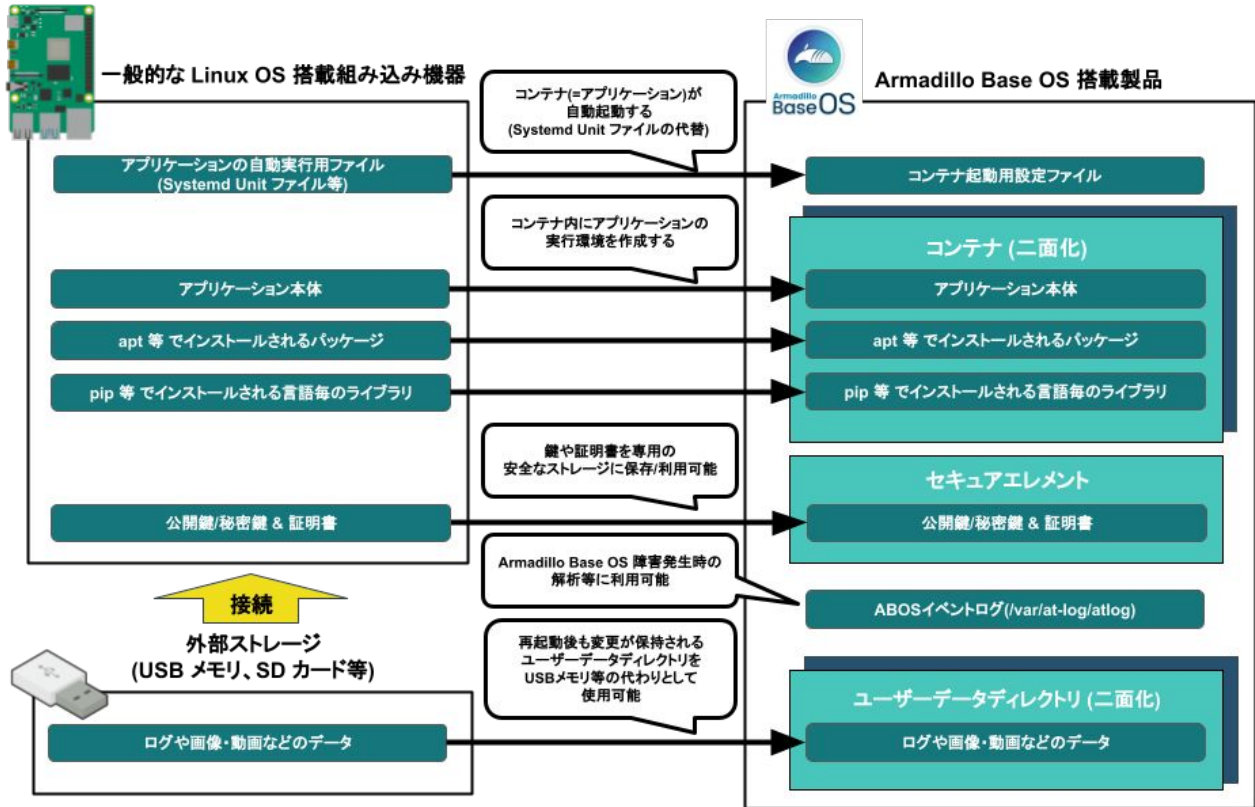 一般的な Linux OS 搭載組み込み機器
Armadillo
Base OS
Armadillo Base OS 搭載製品
コンテナ(=アプリケーション)が
自動起動する
(Systemd Unit ファイルの代替)
アプリケーションの自動実行用ファイル
(Systemd Unit ファイル等)
コンテナ起動用設定ファイル
コンテナ内にアプリケーションの
実行環境を作成する
コンテナ (二面化)
アプリケーション本体
アプリケーション本体
apt 等 でインストールされるパッケージ
apt 等 でインストールされるパッケージ
pip 等 でインストールされる言語毎のライブラリ
pip 等 でインストールされる言語毎のライブラリ
鍵や証明書を専用の
安全なストレージに保存/利用可能
セキュアエレメント
公開鍵/秘密鍵 & 証明書
公開鍵/秘密鍵 & 証明書
Armadillo Base OS 障害発生時の
解析等に利用可能
ABOSイベントログ(/var/at-log/atlog)
接続
外部ストレージ
(USB メモリ、SD カード等)
再起動後も変更が保持される
ユーザーデータディレクトリを
USBメモリ等の代わりとして
使用可能
ユーザーデータディレクトリ (二面化)
ログや画像・動画などのデータ
ログや画像・動画などのデータ